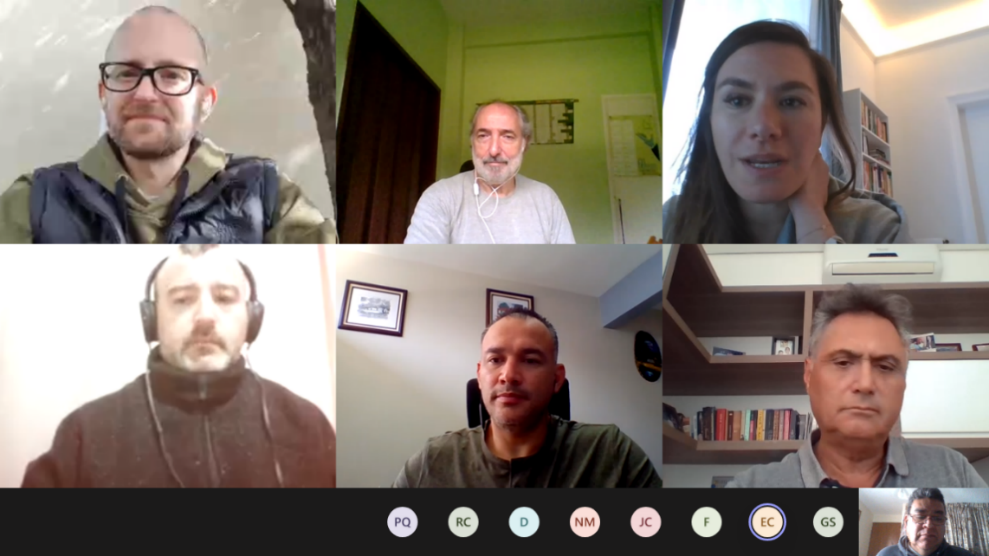 PQ RC D NM JC F EC GS